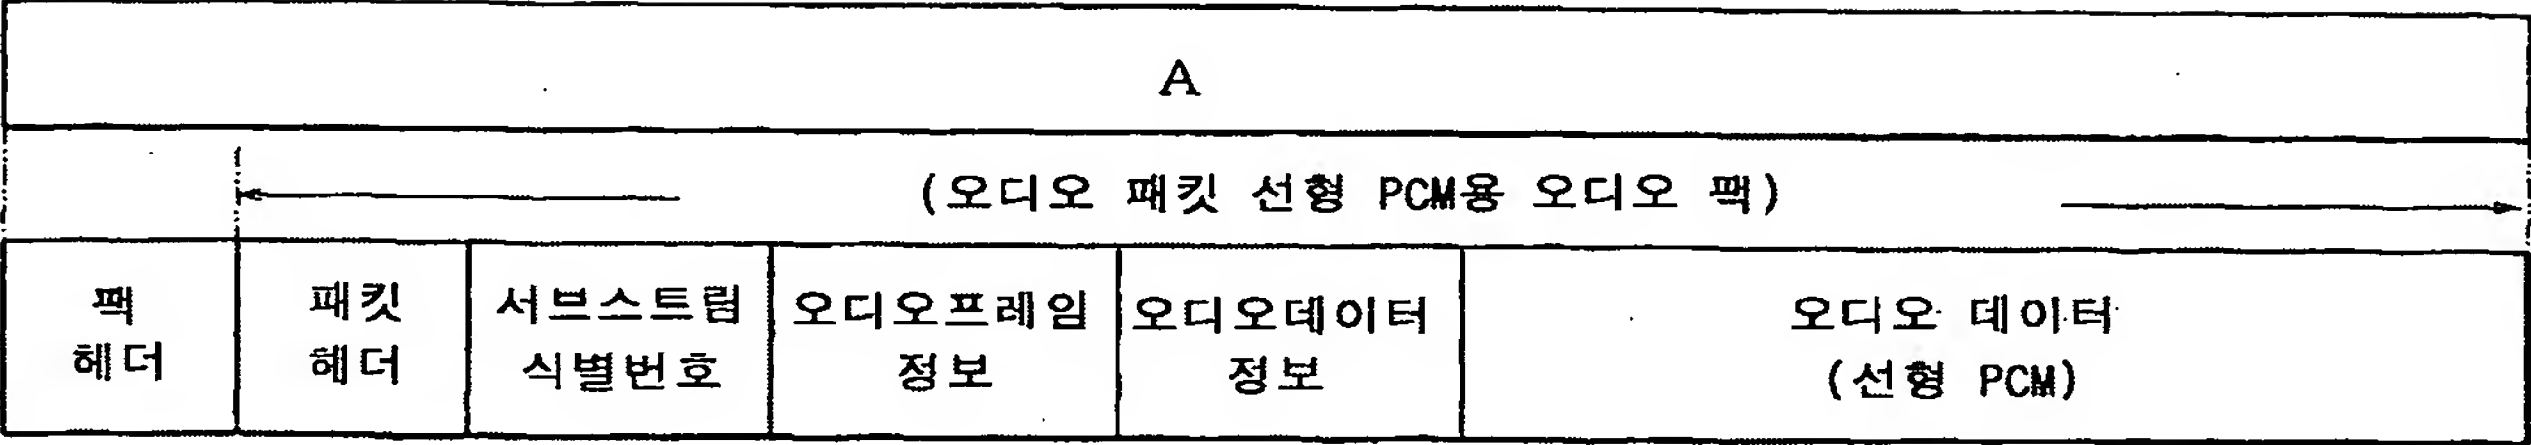 A
(오디오 패킷 선형 PCM용 오디오 팩)
팩
헤더
패킷
헤더
서브스트림
식별번호
오디오프레임
정보
오디오데이터
정보
오디오 데이터
(선형 PCM)